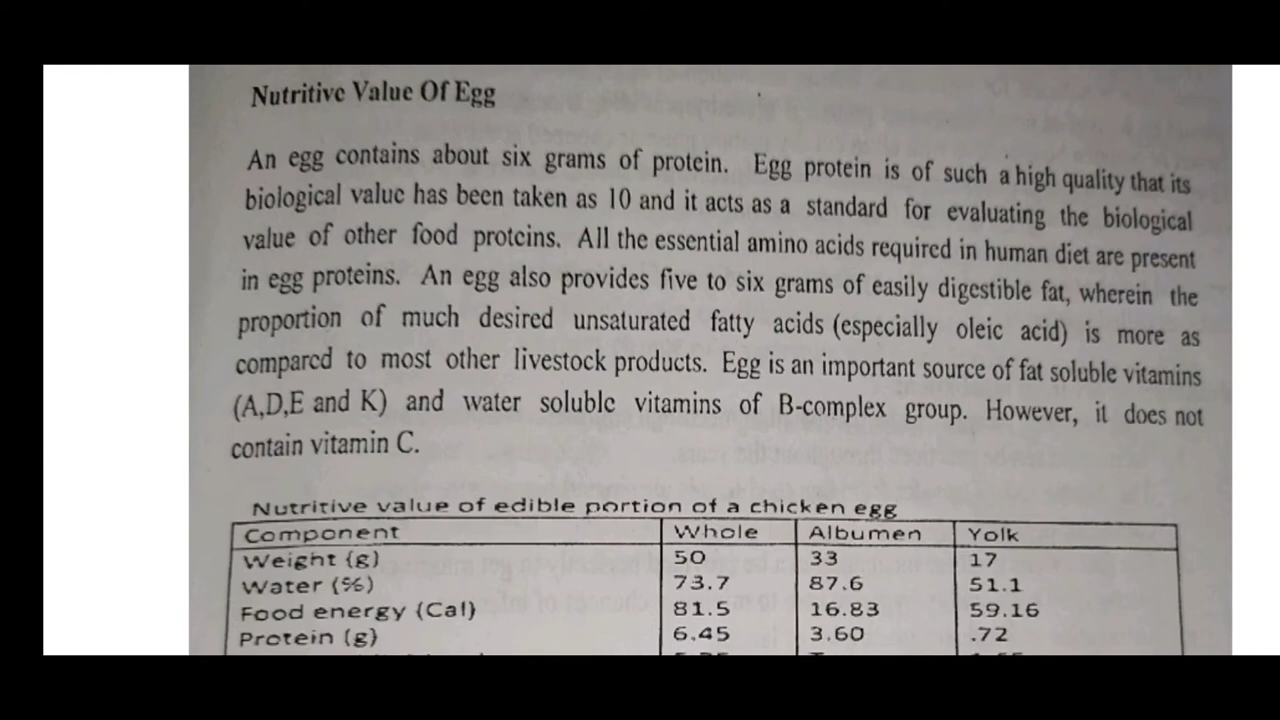 Nutritive Value Of Egg
An egg contains about six grams of protein. Egg protein is of such a high quality that its
biological value has been taken as 10 and it acts as a standard for evaluating the biological
value of other food proteins. All the essential amino acids required in human diet are present
in egg proteins. An egg also provides five to six grams of easily digestible fat, wherein the
proportion of much desired unsaturated fatty acids (especially oleic acid) is more as
compared to most other livestock products. Egg is an important source of fat soluble vitamins
(A,D,E and K) and water soluble vitamins of B-complex group. However, it does not
contain vitamin C.
Nutritive value of edible portion of a chicken egg
Component Whole Albumen Yolk
Weight (g) 50 33 17
Water (%) 73.7 87.6 51.1
Food energy (Cal) 81.5 16.83 59.16
Protein (g) 6.45 3.60 .72